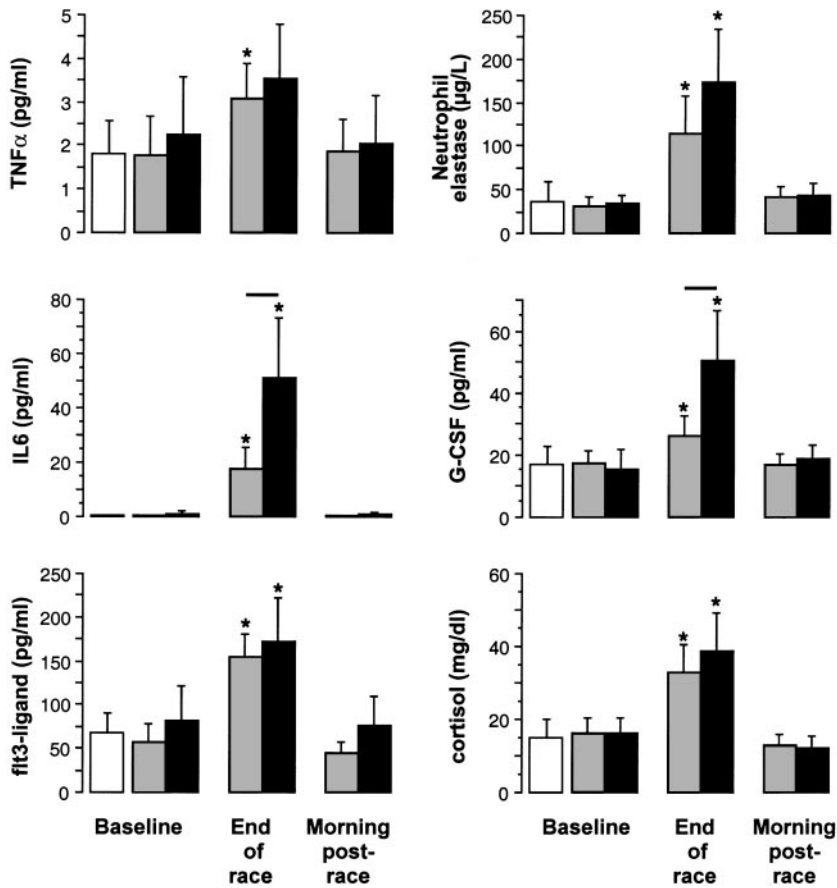 TNFα (pg/ml)
5
4
3
2
1
0
*
Neutrophil
elastase (µg/L)
250
200
150
100
50
0
*
*
IL6 (pg/ml)
80
60
40
20
0
*
*
G-CSF (pg/ml)
60
40
20
0
*
*
flt3-ligand (pg/ml)
250
200
150
100
50
0
*
*
cortisol (mg/dl)
60
40
20
0
*
*
Baseline
End
of
race
Morning
post-
race
Baseline
End
of
race
Morning
post-
race